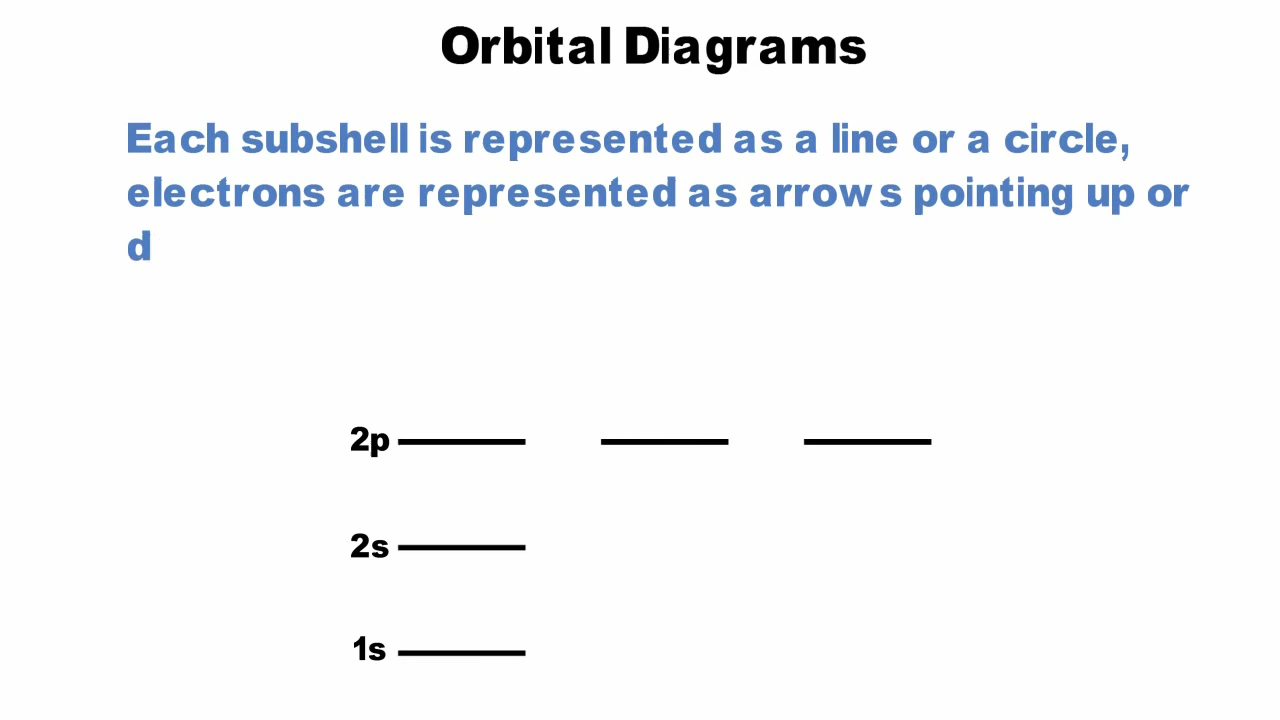 Orbital Diagrams
Each subshell is represented as a line or a circle,
electrons are represented as arrows pointing up or
d
2p
2s
1s